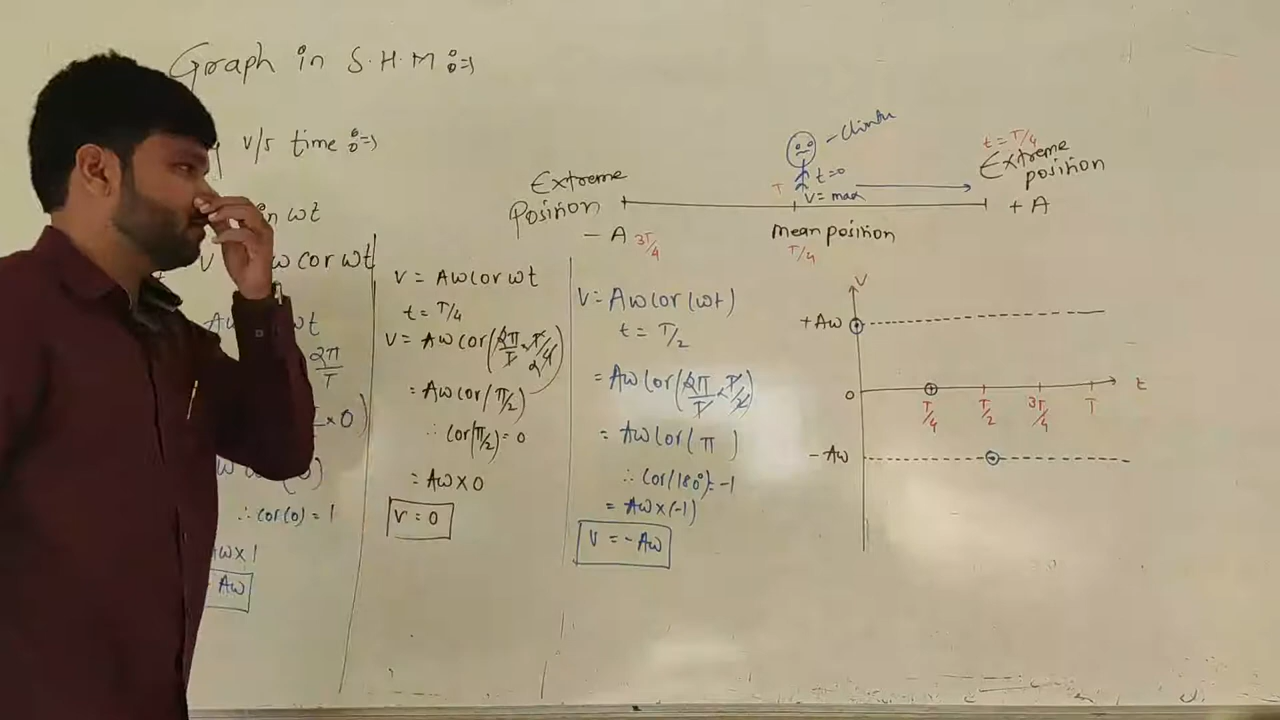 Graph in S.H.M :=>
v/s time :=>
ωt
V ω cos ωt
ωt
2π
T
× 0)
∴ cos(0) = 1
ω × 1
Aω
V = Aω cos ωt
t = T/4
V = Aω cos(2π/T × T/4)
2
= Aω cos(π/2)
∴ cos(π/2) = 0
= Aω × 0
V = 0
V = Aω cos(ωt)
t = T/2
= Aω cos(2π/T × T/2)
= Aω cos(π)
∴ cos(180°) = -1
= Aω × (-1)
V = - Aω
t = T/4
Extreme
position
+ A
t = 0
V = max
T
Extreme
Position
- A 3T/4
mean position
T/4
V
+ Aω
0
t
T/4 T/2 3T/4 T
- Aω